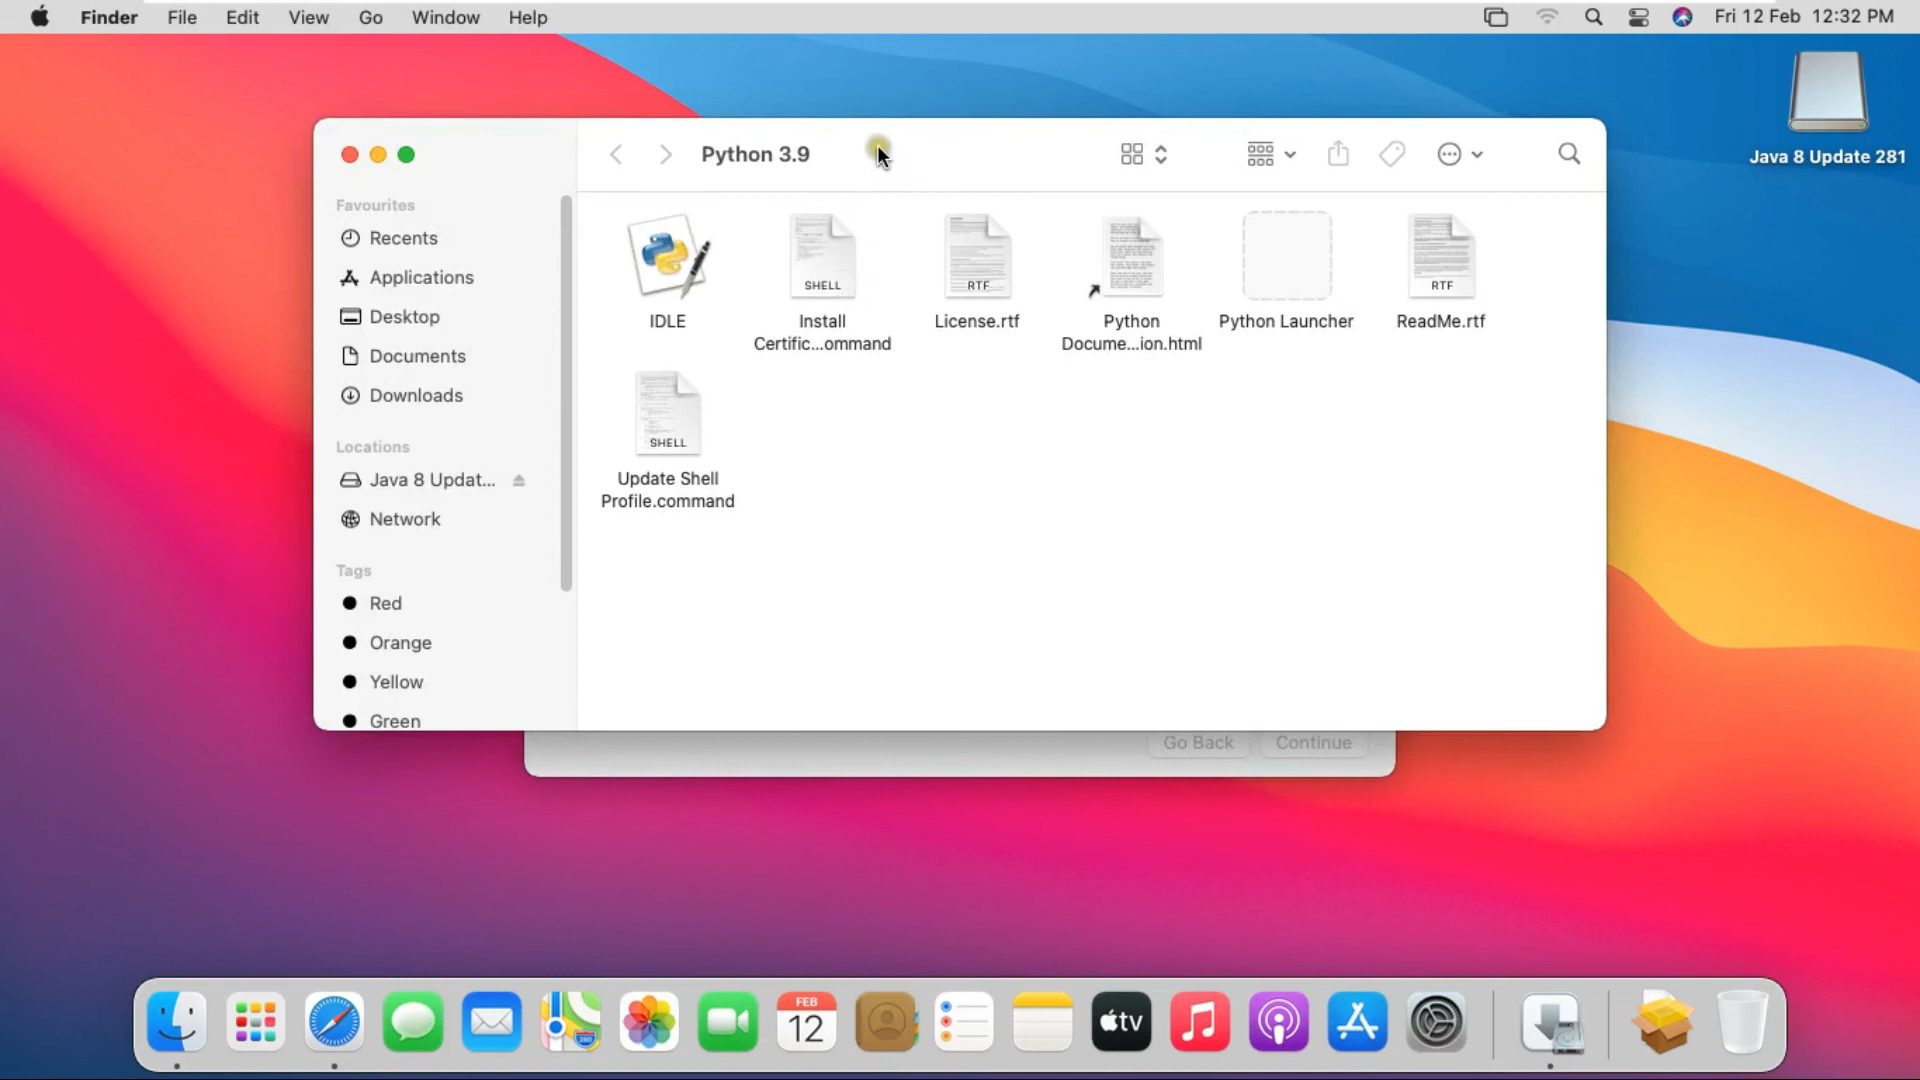 Finder File Edit View Go Window Help Fri 12 Feb 12:32 PM
Java 8 Update 281
Python 3.9
Favourites
Recents
Applications
Desktop
Documents
Downloads
Locations
Java 8 Updat...
Network
Tags
Red
Orange
Yellow
Green
IDLE
SHELL
Install
Certific...ommand
RTF
License.rtf
Python
Docume...ion.html
Python Launcher
RTF
ReadMe.rtf
SHELL
Update Shell
Profile.command
Go Back Continue
280
FEB
12
tv